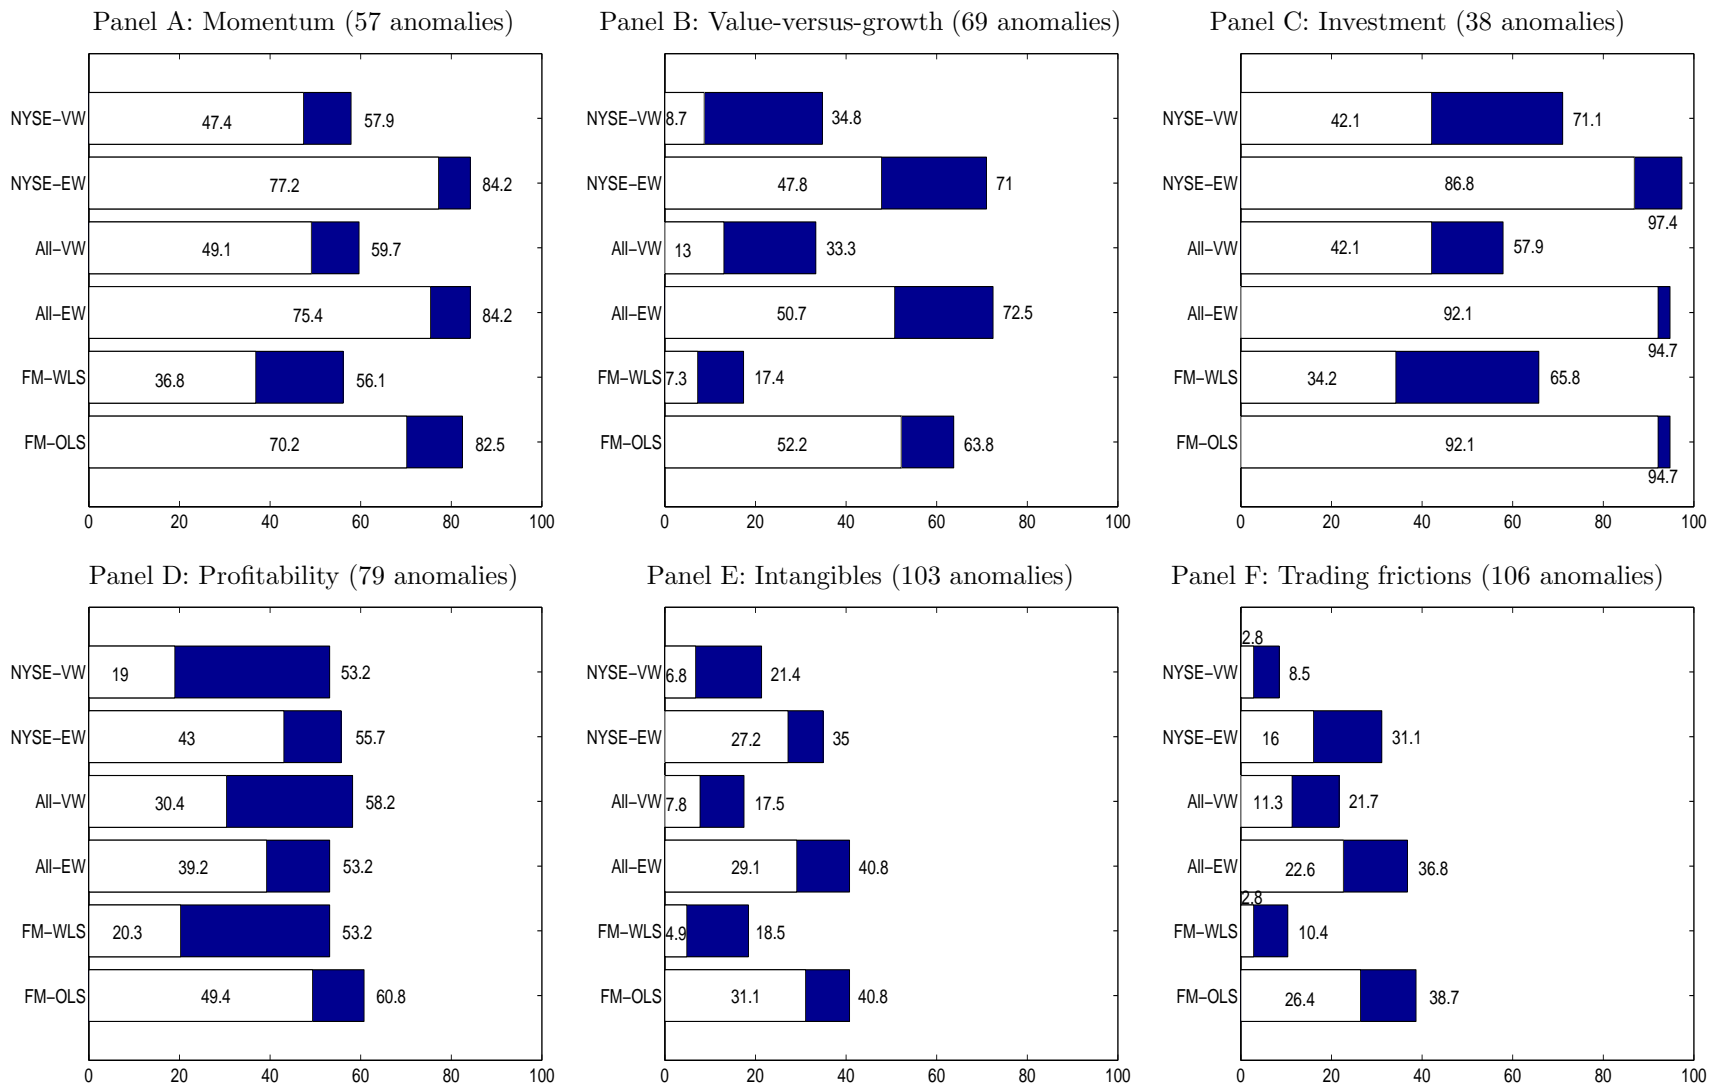 Panel A: Momentum (57 anomalies)
NYSE−VW 47.4 57.9
NYSE−EW 77.2 84.2
All−VW 49.1 59.7
All−EW 75.4 84.2
FM−WLS 36.8 56.1
FM−OLS 70.2 82.5
0 20 40 60 80 100
Panel B: Value-versus-growth (69 anomalies)
NYSE−VW 8.7 34.8
NYSE−EW 47.8 71
All−VW 13 33.3
All−EW 50.7 72.5
FM−WLS 7.3 17.4
FM−OLS 52.2 63.8
0 20 40 60 80 100
Panel C: Investment (38 anomalies)
NYSE−VW 42.1 71.1
NYSE−EW 86.8 97.4
All−VW 42.1 57.9
All−EW 92.1 94.7
FM−WLS 34.2 65.8
FM−OLS 92.1 94.7
0 20 40 60 80 100
Panel D: Profitability (79 anomalies)
NYSE−VW 19 53.2
NYSE−EW 43 55.7
All−VW 30.4 58.2
All−EW 39.2 53.2
FM−WLS 20.3 53.2
FM−OLS 49.4 60.8
0 20 40 60 80 100
Panel E: Intangibles (103 anomalies)
NYSE−VW 6.8 21.4
NYSE−EW 27.2 35
All−VW 7.8 17.5
All−EW 29.1 40.8
FM−WLS 4.9 18.5
FM−OLS 31.1 40.8
0 20 40 60 80 100
Panel F: Trading frictions (106 anomalies)
NYSE−VW 2.8 8.5
NYSE−EW 16 31.1
All−VW 11.3 21.7
All−EW 22.6 36.8
FM−WLS 2.8 10.4
FM−OLS 26.4 38.7
0 20 40 60 80 100